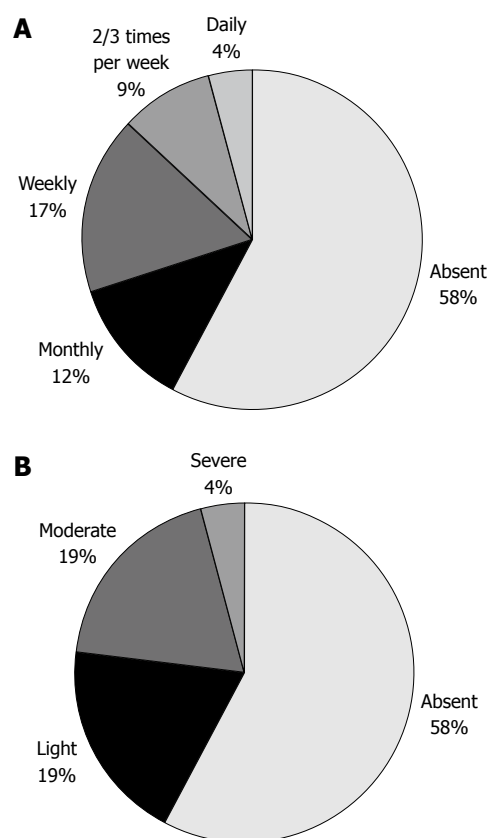 A
2/3 times
per week
9%
Daily
4%
Weekly
17%
Absent
58%
Monthly
12%
B
Severe
4%
Moderate
19%
Absent
58%
Light
19%